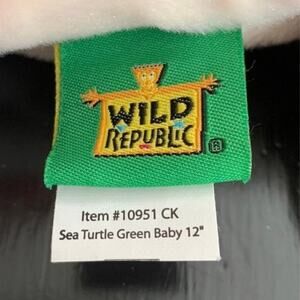 WILD
REPUBLIC
®
Item #10951 CK
Sea Turtle Green Baby 12"